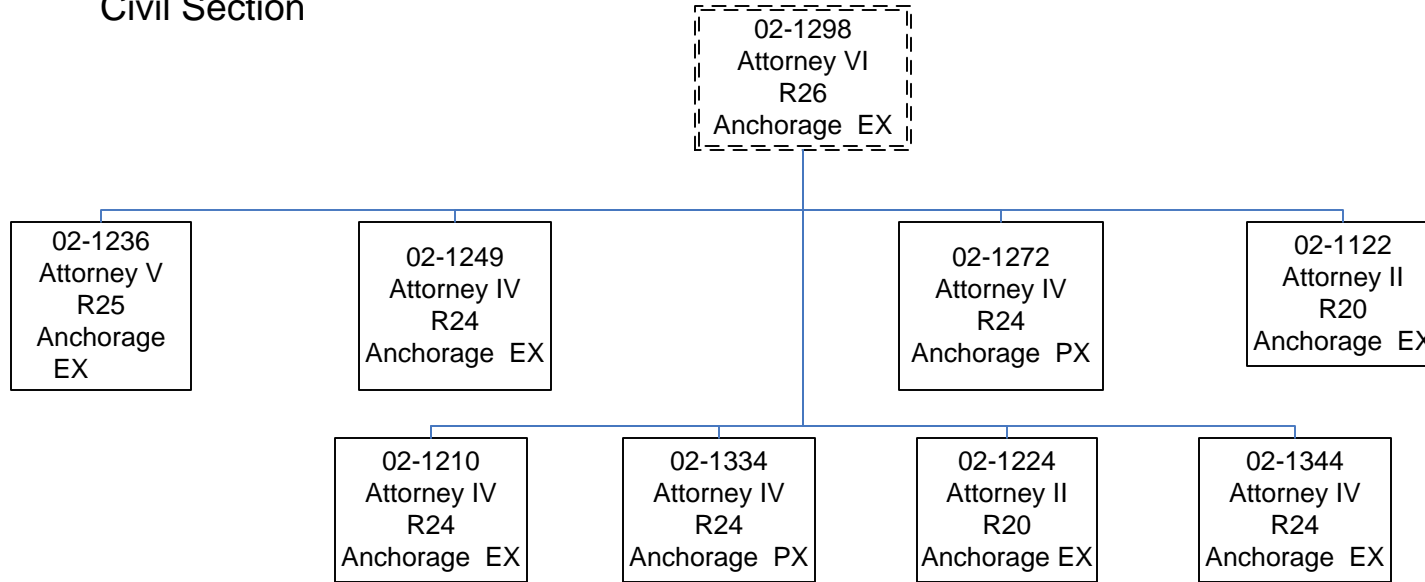 Civil Section
02-1298
Attorney VI
R26
Anchorage EX
02-1236
Attorney V
R25
Anchorage
EX
02-1249
Attorney IV
R24
Anchorage EX
02-1272
Attorney IV
R24
Anchorage PX
02-1122
Attorney II
R20
Anchorage EX
02-1210
Attorney IV
R24
Anchorage EX
02-1334
Attorney IV
R24
Anchorage PX
02-1224
Attorney II
R20
Anchorage EX
02-1344
Attorney IV
R24
Anchorage EX